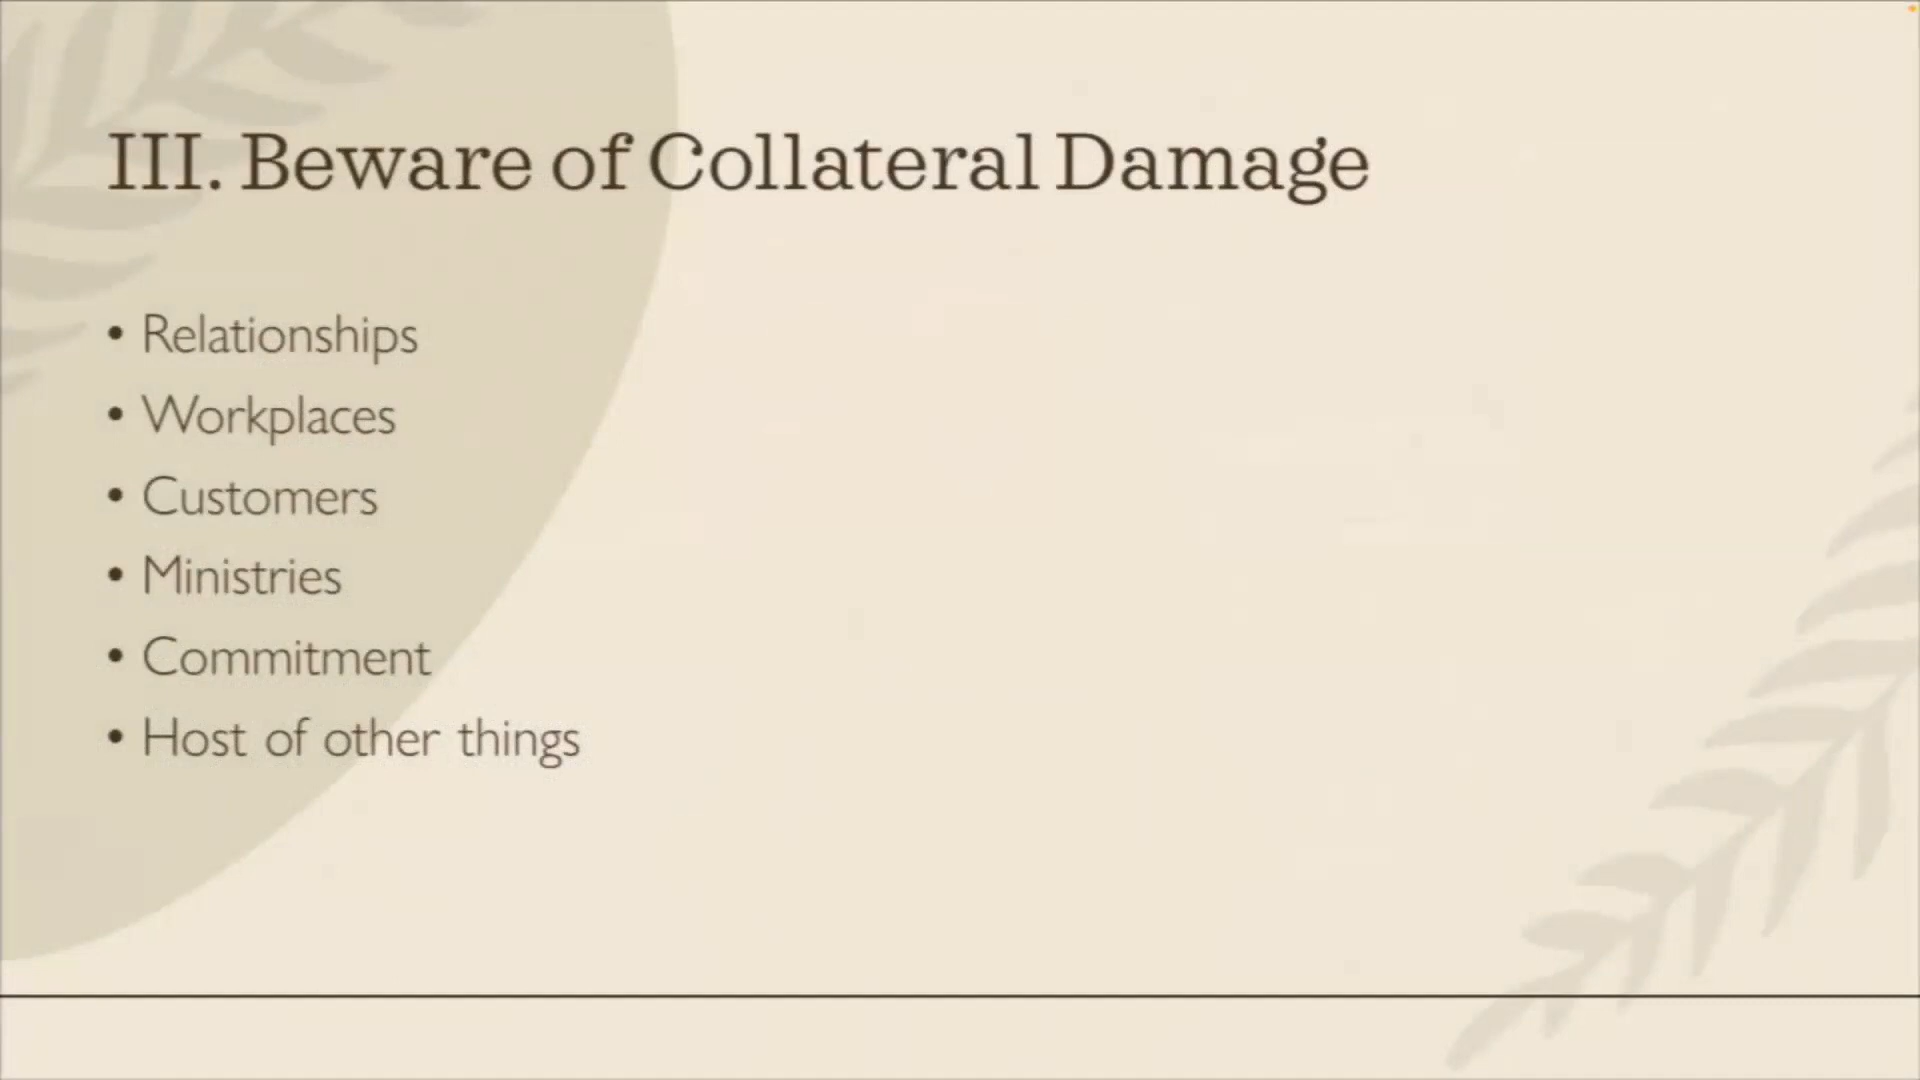 III. Beware of Collateral Damage
• Relationships
• Workplaces
• Customers
• Ministries
• Commitment
• Host of other things